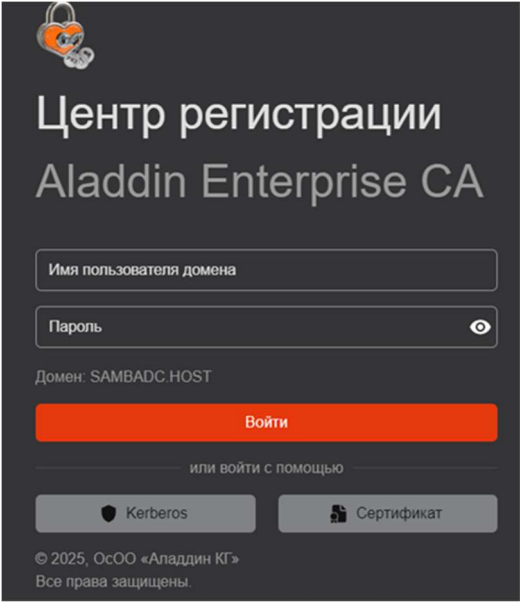 Центр регистрации
Aladdin Enterprise CA
Имя пользователя домена
Пароль
Домен: SAMBADC.HOST
Войти
или войти с помощью
Kerberos
Сертификат
© 2025, ОсОО «Аладдин КГ»
Все права защищены.